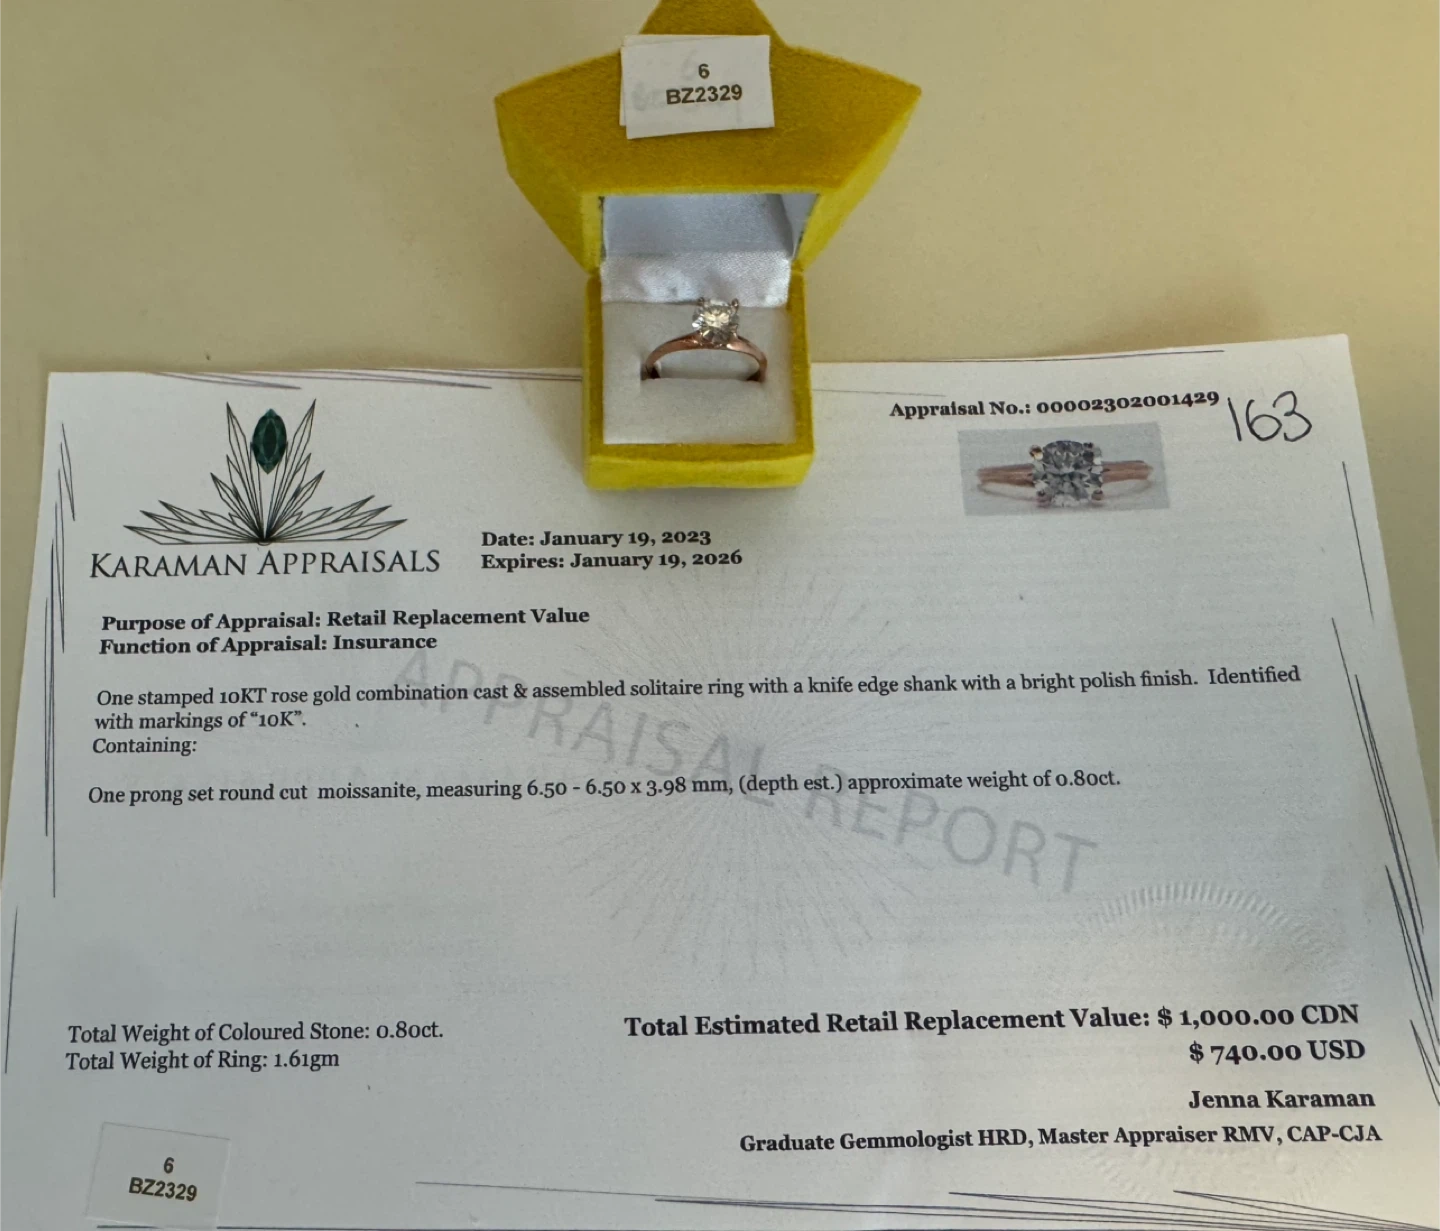 6
BZ2329
Appraisal No.: 00002302001429
163
KARAMAN APPRAISALS
Date: January 19, 2023
Expires: January 19, 2026
Purpose of Appraisal: Retail Replacement Value
Function of Appraisal: Insurance
One stamped 10KT rose gold combination cast & assembled solitaire ring with a knife edge shank with a bright polish finish. Identified
with markings of "10K".
Containing:
One prong set round cut moissanite, measuring 6.50 - 6.50 x 3.98 mm, (depth est.) approximate weight of 0.80ct.
APPRAISAL REPORT
Total Weight of Coloured Stone: 0.80ct.
Total Weight of Ring: 1.61gm
Total Estimated Retail Replacement Value: $ 1,000.00 CDN
$ 740.00 USD
Jenna Karaman
Graduate Gemmologist HRD, Master Appraiser RMV, CAP-CJA
6
BZ2329